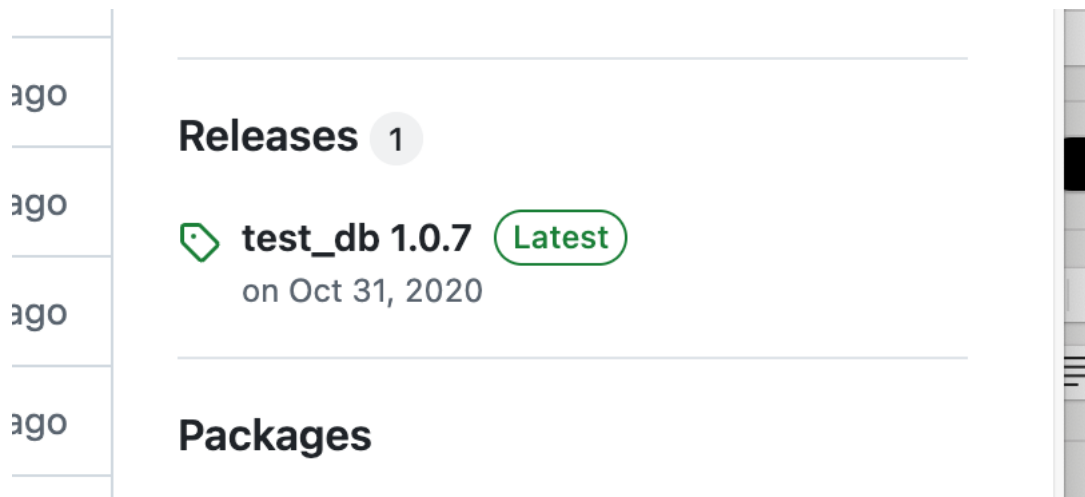 ago
Releases 1
ago
test_db 1.0.7 Latest
on Oct 31, 2020
ago
ago
Packages